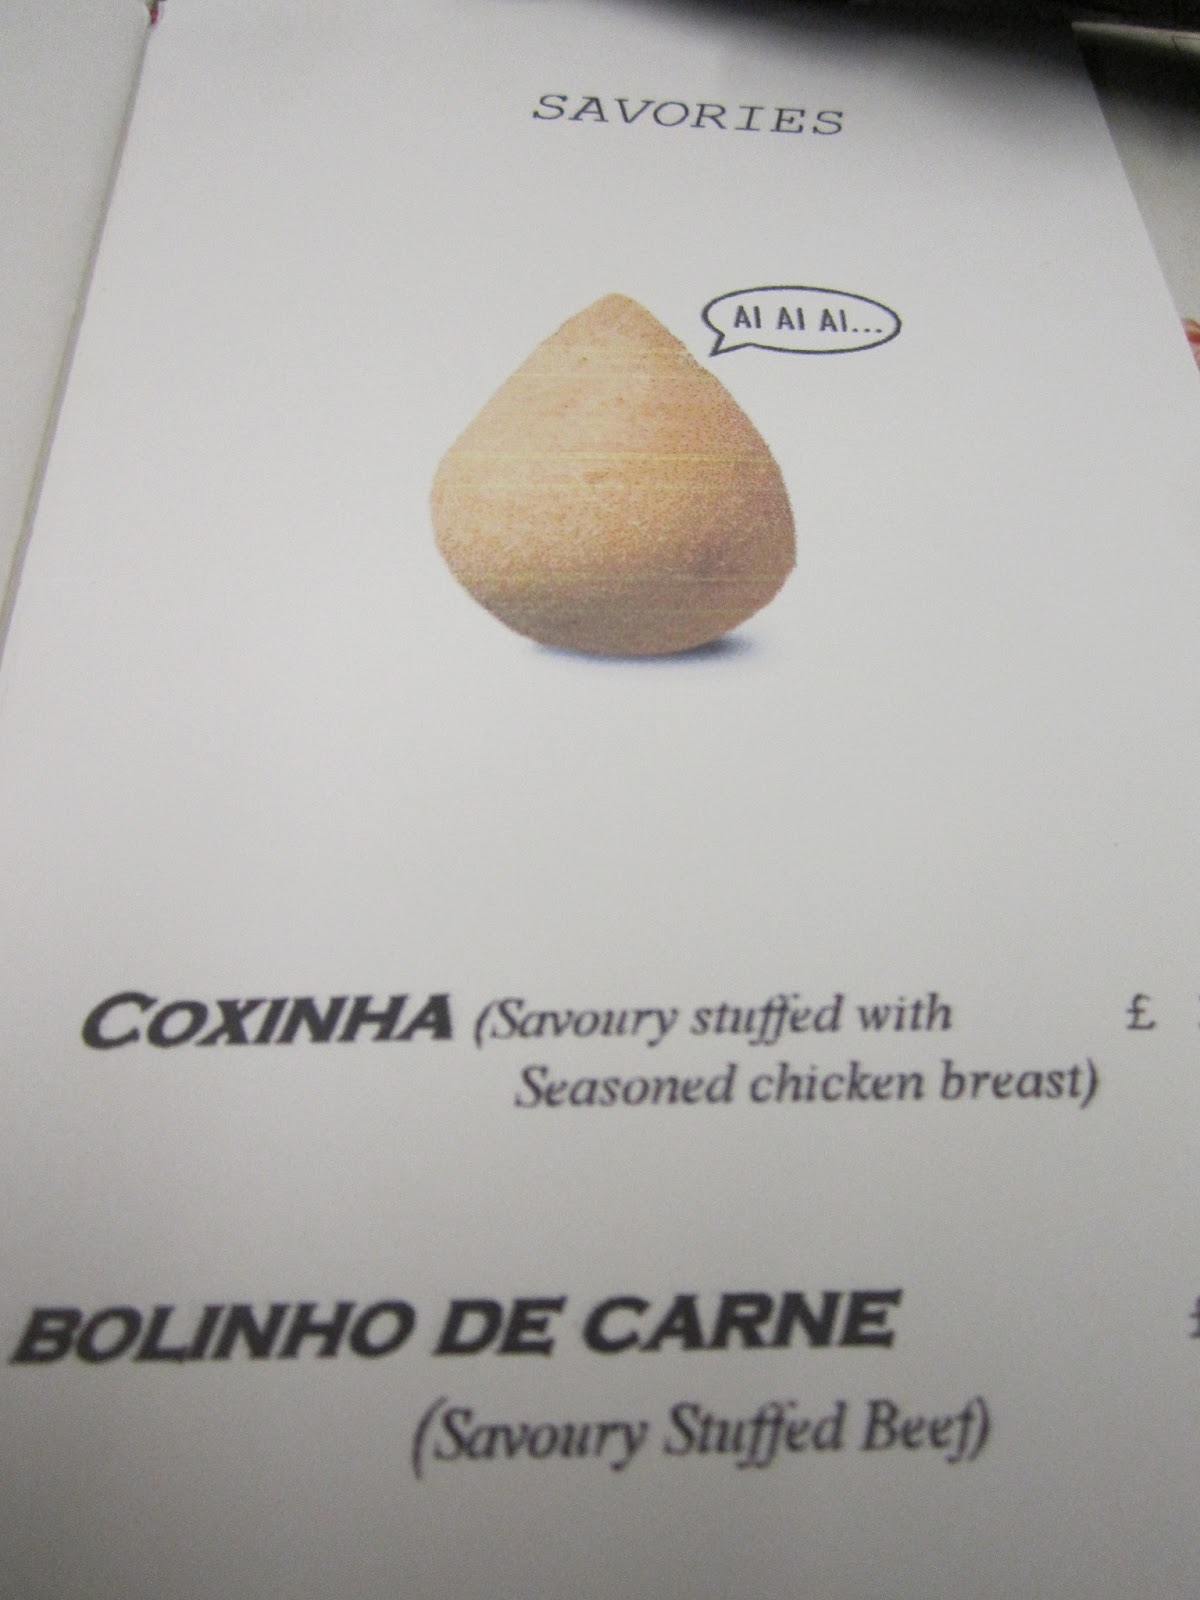 SAVORIES
AI AI AI...
COXINHA (Savoury stuffed with £
Seasoned chicken breast)
BOLINHO DE CARNE £
(Savoury Stuffed Beef)